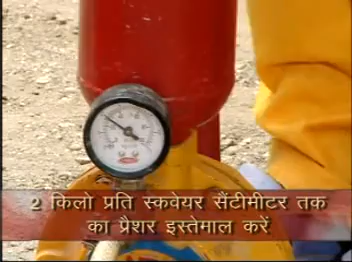 2 किलो प्रति स्कवेयर सैंटीमीटर तक
का प्रैशर इस्तेमाल करें